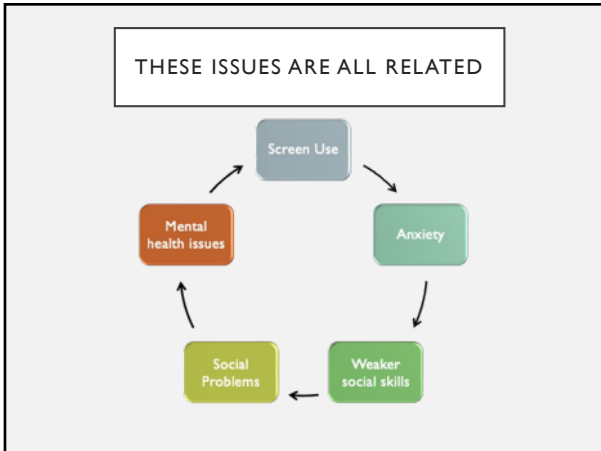 THESE ISSUES ARE ALL RELATED
Screen Use
Anxiety
Weaker
social skills
Social
Problems
Mental
health issues